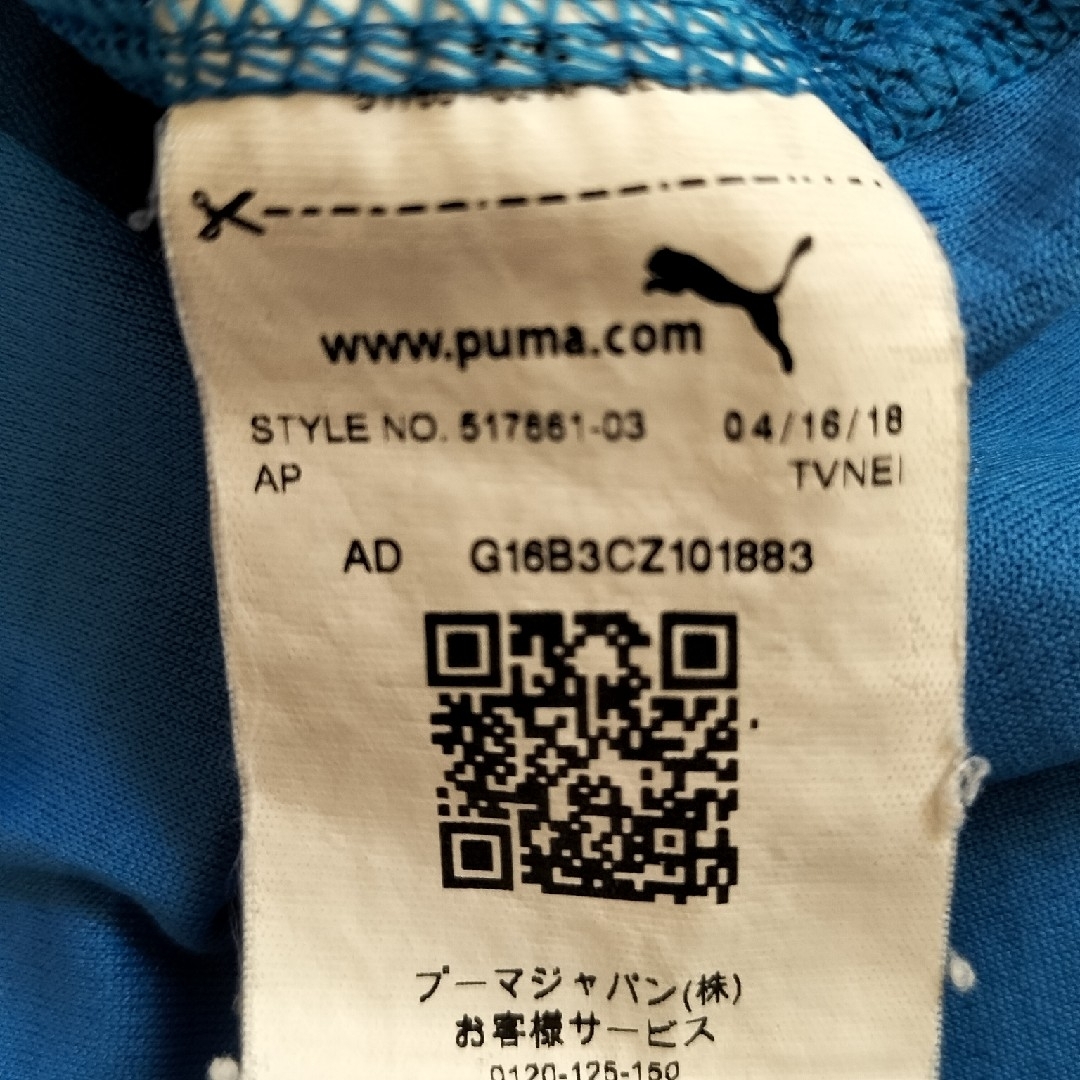 www.puma.com
STYLE NO. 517661-03 04/16/18
AP TVNEI
AD G16B3CZ101883
プーマジャパン(株)
お客様サービス
0120-125-150